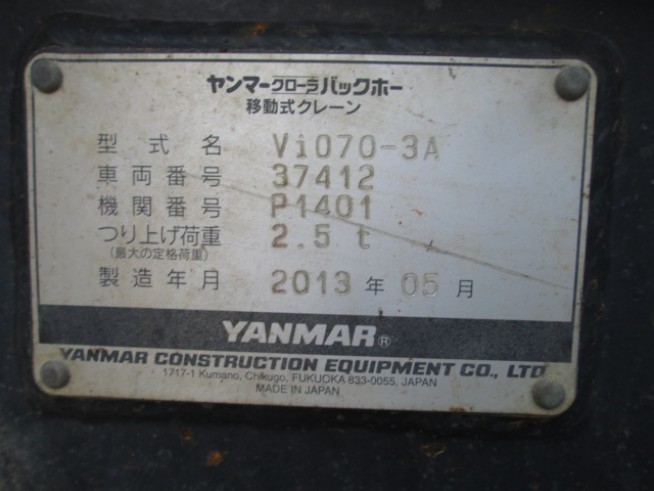 ヤンマークローラバックホー
移動式クレーン
型式名 Vi070-3A
車両番号 37412
機関番号 P1401
つり上げ荷重 2.5 t
(最大の定格荷重)
製造年月 2013 年 05 月
YANMAR®
YANMAR CONSTRUCTION EQUIPMENT CO., LTD.
1717-1 Kumano, Chikugo, FUKUOKA 833-0055, JAPAN
MADE IN JAPAN